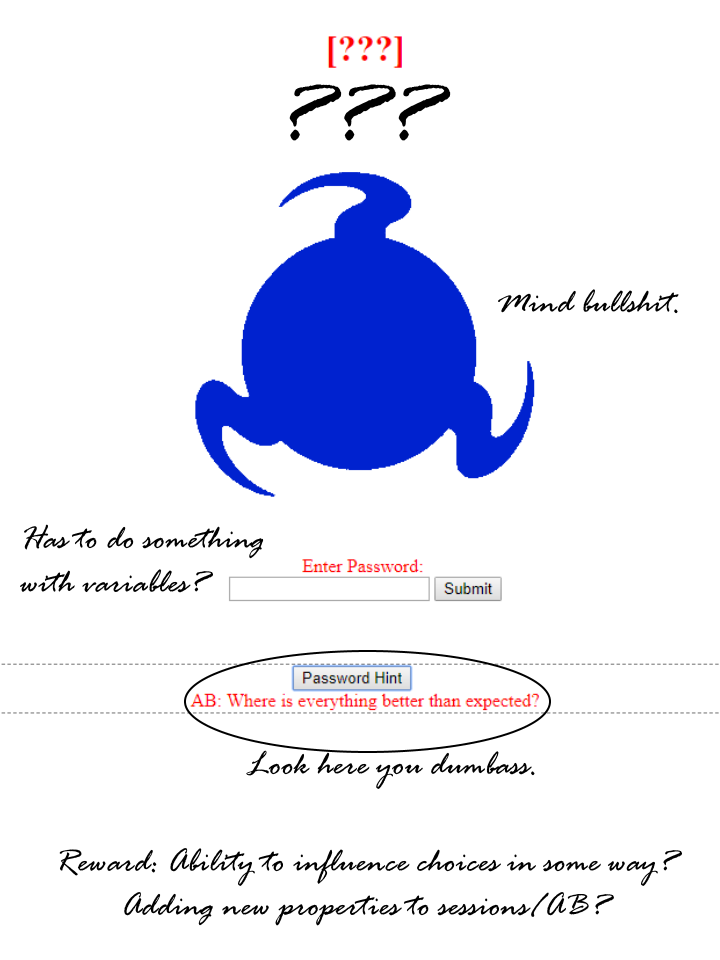 [???]
???
Mind bullshit.
Has to do something
with variables?
Enter Password:
Submit
Password Hint
AB: Where is everything better than expected?
Look here you dumbass.
Reward: Ability to influence choices in some way?
Adding new properties to sessions/AB?